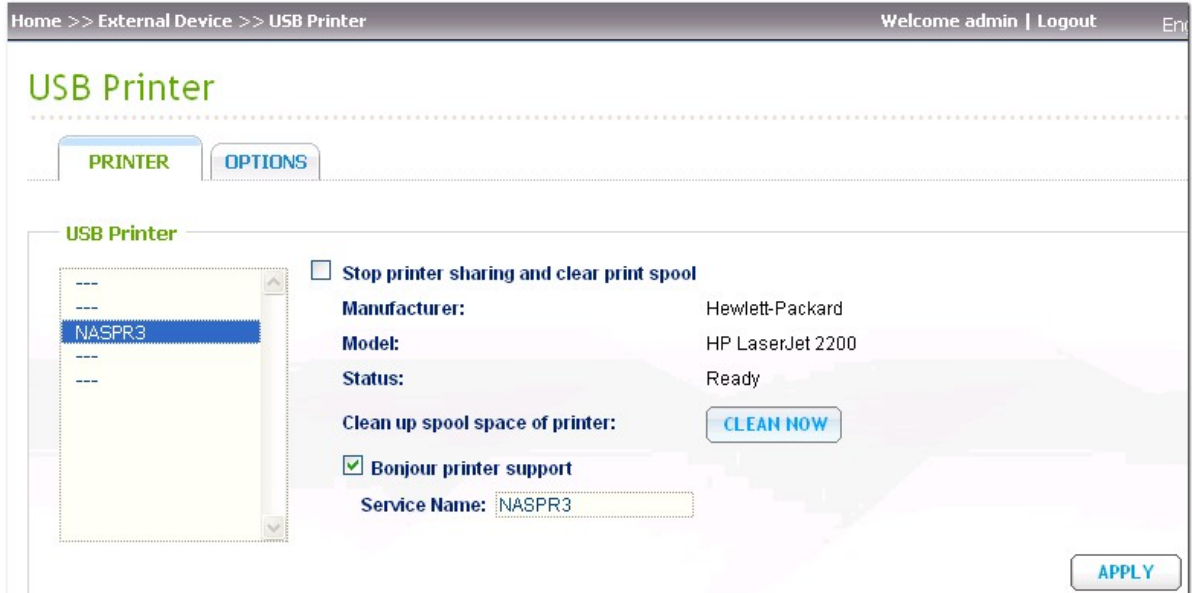 Home >> External Device >> USB Printer Welcome admin | Logout
USB Printer
PRINTER OPTIONS
USB Printer
---
---
NASPR3
---
---
Stop printer sharing and clear print spool
Manufacturer: Hewlett-Packard
Model: HP LaserJet 2200
Status: Ready
Clean up spool space of printer: CLEAN NOW
Bonjour printer support
Service Name: NASPR3
APPLY